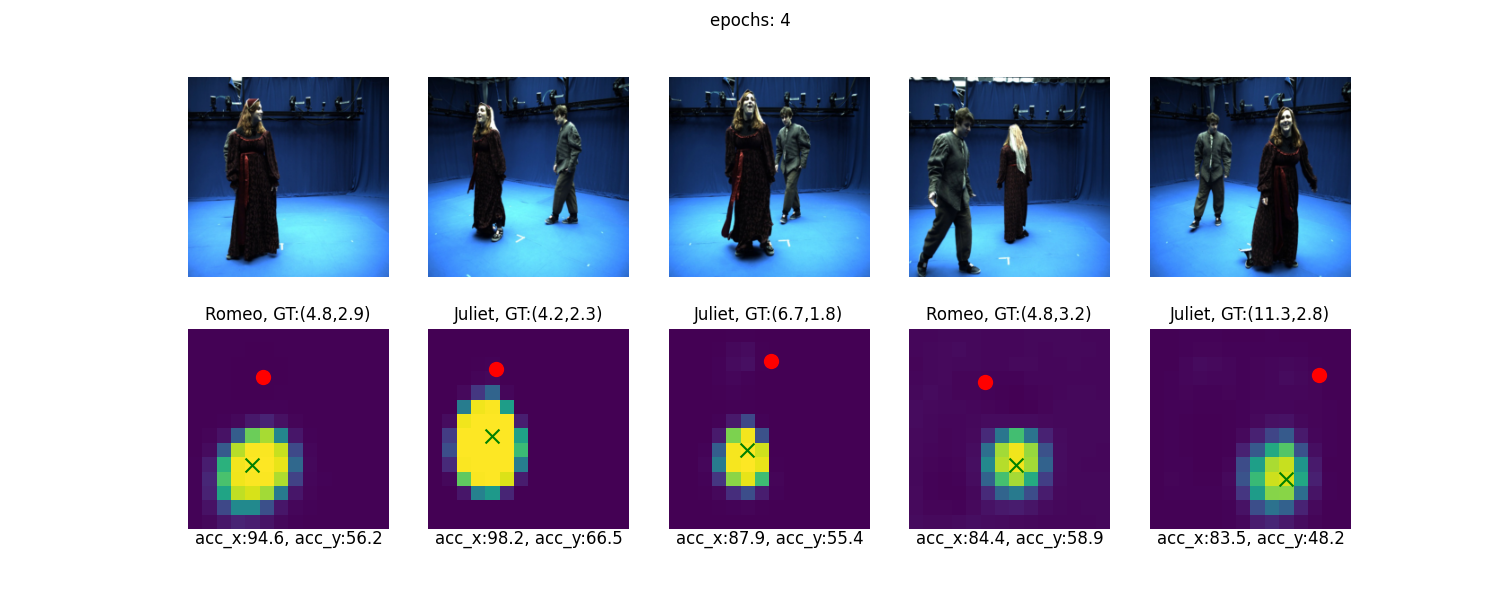 epochs: 4
Romeo, GT:(4.8,2.9)
Juliet, GT:(4.2,2.3)
Juliet, GT:(6.7,1.8)
Romeo, GT:(4.8,3.2)
Juliet, GT:(11.3,2.8)
acc_x:94.6, acc_y:56.2
acc_x:98.2, acc_y:66.5
acc_x:87.9, acc_y:55.4
acc_x:84.4, acc_y:58.9
acc_x:83.5, acc_y:48.2